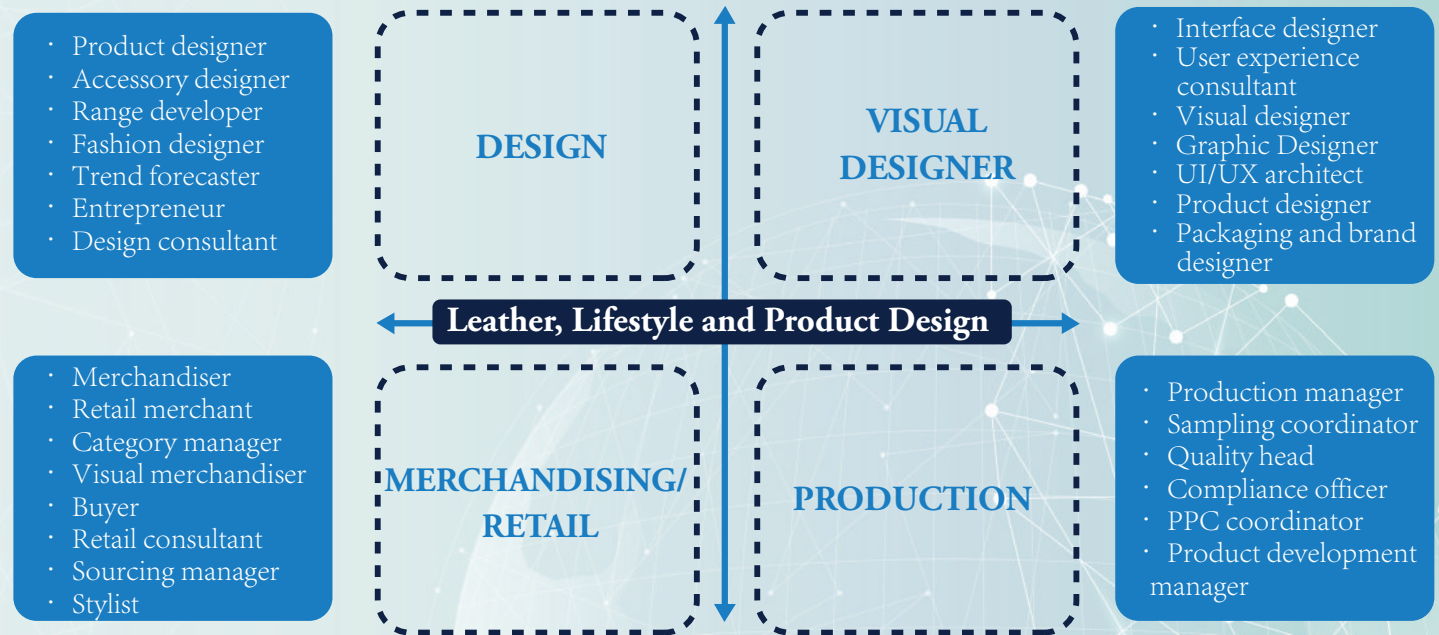 · Product designer
· Accessory designer
· Range developer
· Fashion designer
· Trend forecaster
· Entrepreneur
· Design consultant
DESIGN
VISUAL
DESIGNER
· Interface designer
· User experience
consultant
· Visual designer
· Graphic Designer
· UI/UX architect
· Product designer
· Packaging and brand
designer
Leather, Lifestyle and Product Design
· Merchandiser
· Retail merchant
· Category manager
· Visual merchandiser
· Buyer
· Retail consultant
· Sourcing manager
· Stylist
MERCHANDISING/
RETAIL
PRODUCTION
· Production manager
· Sampling coordinator
· Quality head
· Compliance officer
· PPC coordinator
· Product development
manager